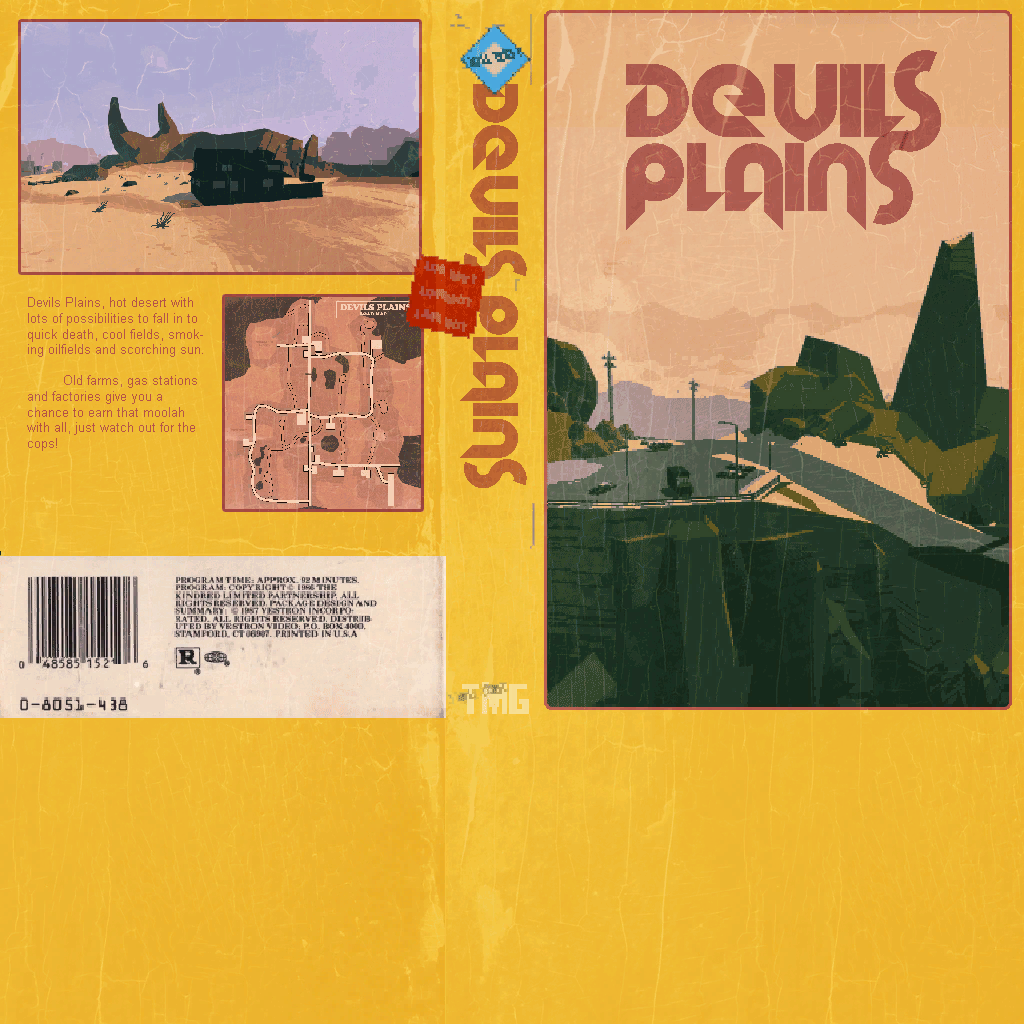 DEVILS
PLAINS
DEVILS PLAINS
Devils Plains, hot desert with
lots of possibilities to fall in to
quick death, cool fields, smok-
ing oilfields and scorching sun.
Old farms, gas stations
and factories give you a
chance to earn that moolah
with all, just watch out for the
cops!
DEVILS PLAINS
ROAD MAP
PROGRAM TIME: APPROX. 92 MINUTES.
PROGRAM: COPYRIGHT © 1986 THE
KINDRED LIMITED PARTNERSHIP. ALL
RIGHTS RESERVED. PACKAGE DESIGN AND
SUMMARY: © 1987 VESTRON INCORPO-
RATED. ALL RIGHTS RESERVED. DISTRIB-
UTED BY VESTRON VIDEO, P.O. BOX 4000,
STAMFORD, CT 06907. PRINTED IN U.S.A
R
0 48585 152 6
0-8051-438
TMG